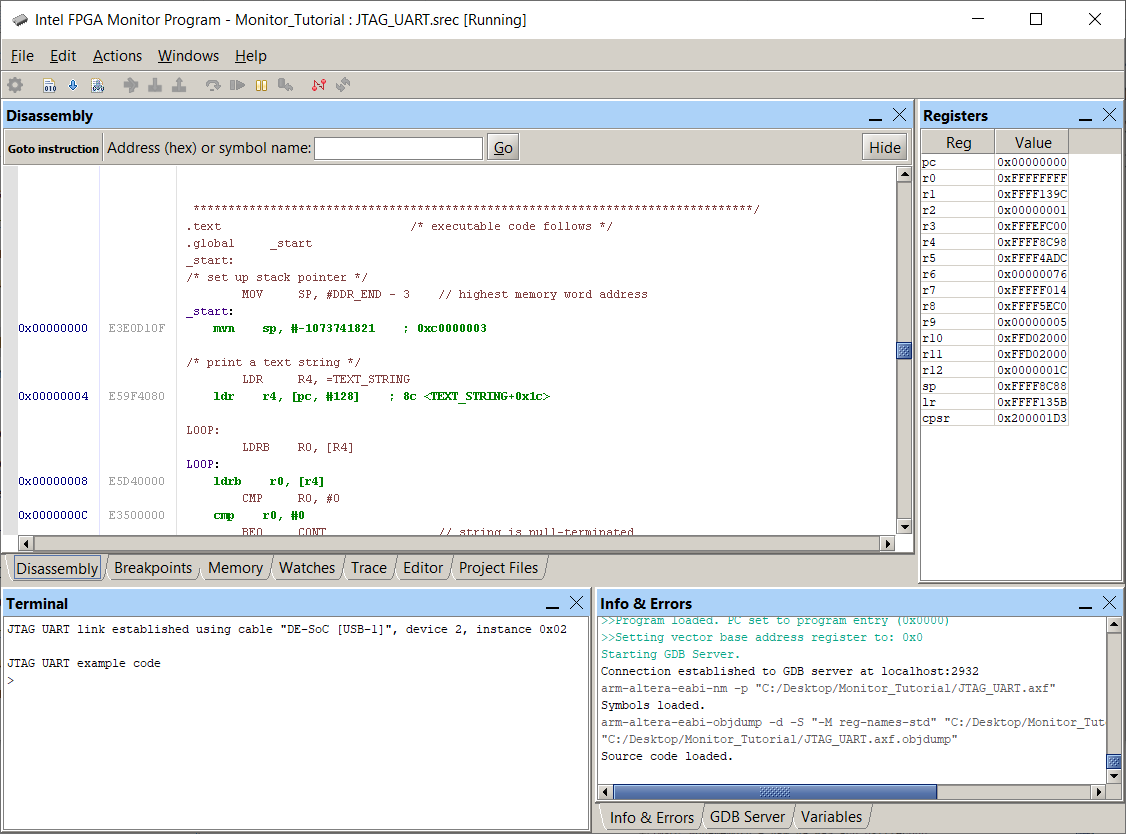 Intel FPGA Monitor Program - Monitor_Tutorial : JTAG_UART.srec [Running]
File Edit Actions Windows Help
Disassembly
Goto instruction Address (hex) or symbol name: Go Hide
********************************************************************************/
.text /* executable code follows */
.global _start
_start:
/* set up stack pointer */
MOV SP, #DDR_END - 3 // highest memory word address
_start:
0x00000000 E3E0D10F mvn sp, #-1073741821 ; 0xc0000003
/* print a text string */
LDR R4, =TEXT_STRING
0x00000004 E59F4080 ldr r4, [pc, #128] ; 8c <TEXT_STRING+0x1c>
LOOP:
LDRB R0, [R4]
LOOP:
0x00000008 E5D40000 ldrb r0, [r4]
CMP R0, #0
0x0000000C E3500000 cmp r0, #0
BEQ CONT // string is null-terminated
Disassembly Breakpoints Memory Watches Trace Editor Project Files
Registers
Reg Value
pc 0x00000000
r0 0xFFFFFFFF
r1 0xFFFF139C
r2 0x00000001
r3 0xFFFEFC00
r4 0xFFFF8C98
r5 0xFFFF4ADC
r6 0x00000076
r7 0xFFFFF014
r8 0xFFFF5EC0
r9 0x00000005
r10 0xFFD02000
r11 0xFFD02000
r12 0x0000001C
sp 0xFFFF8C88
lr 0xFFFF135B
cpsr 0x200001D3
Terminal
JTAG UART link established using cable "DE-SoC [USB-1]", device 2, instance 0x02
JTAG UART example code
>
Info & Errors
>>Program loaded. PC set to program entry (0x0000)
>>Setting vector base address register to: 0x0
Starting GDB Server.
Connection established to GDB server at localhost:2932
arm-altera-eabi-nm -p "C:/Desktop/Monitor_Tutorial/JTAG_UART.axf"
Symbols loaded.
arm-altera-eabi-objdump -d -S "-M reg-names-std" "C:/Desktop/Monitor_Tut
"C:/Desktop/Monitor_Tutorial/JTAG_UART.axf.objdump"
Source code loaded.
Info & Errors GDB Server Variables